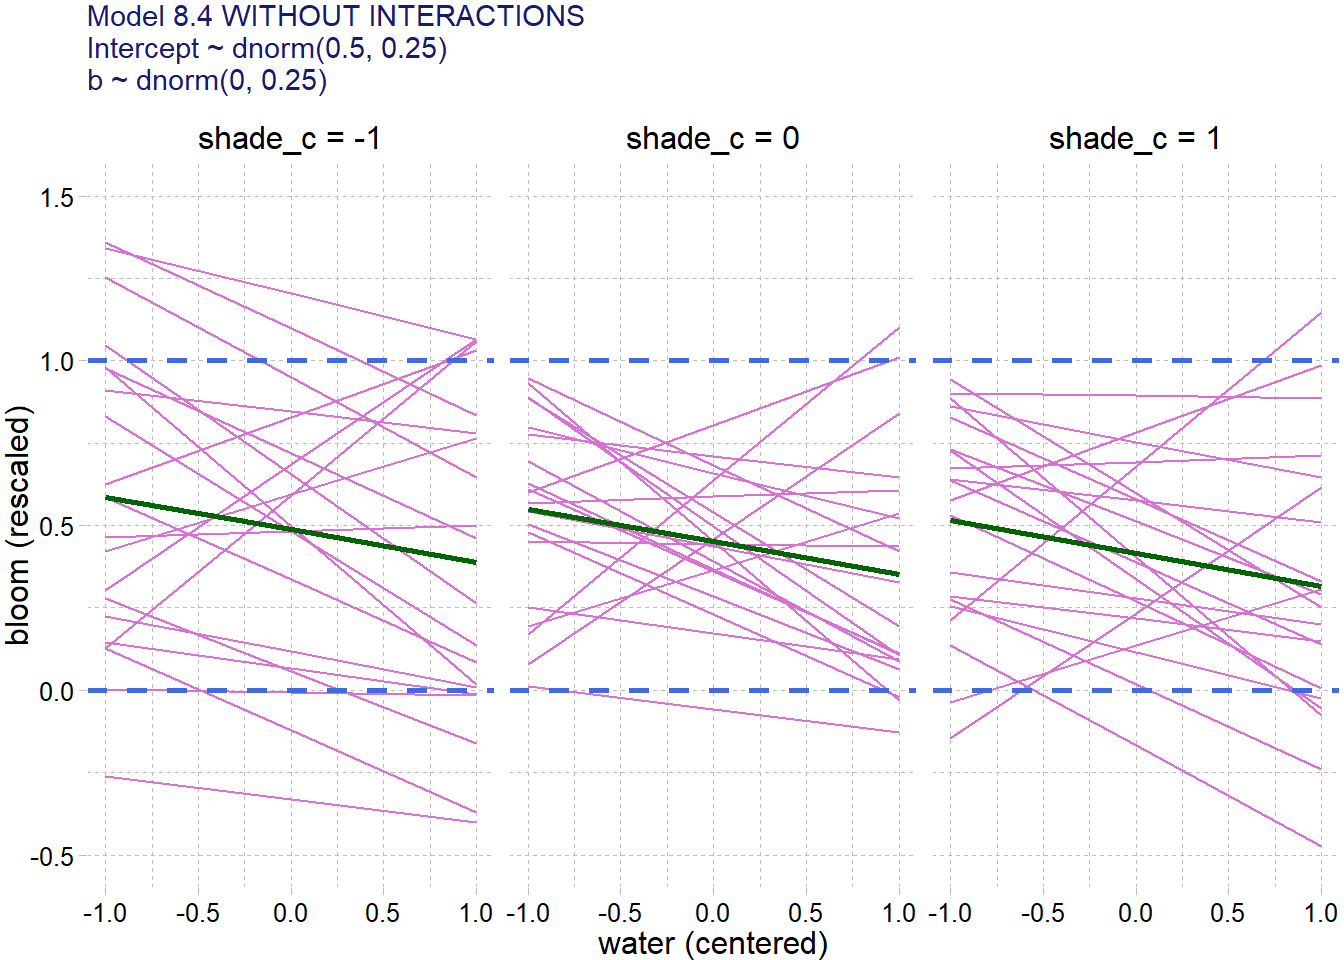 Model 8.4 WITHOUT INTERACTIONS
Intercept ~ dnorm(0.5, 0.25)
b ~ dnorm(0, 0.25)
shade_c = -1 shade_c = 0 shade_c = 1
1.5
1.0
0.5
0.0
-0.5
bloom (rescaled)
-1.0 -0.5 0.0 0.5 1.0 -1.0 -0.5 0.0 0.5 1.0 -1.0 -0.5 0.0 0.5 1.0
water (centered)